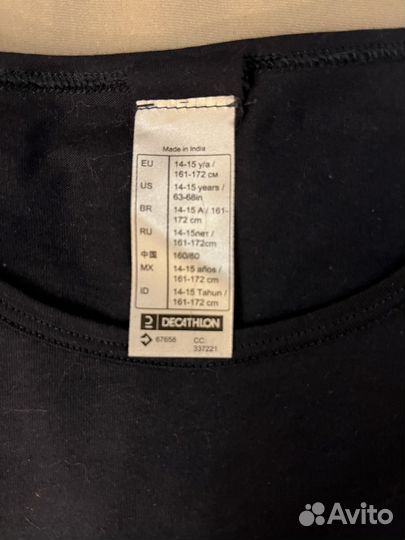 Made in India
EU 14-15 y/a /
161-172 см
US 14-15 years /
63-68in
BR 14-15 A / 161-
172 cm
RU 14-15лет /
161-172cm
中国 160/80
MX 14-15 años /
161-172 cm
ID 14-15 Tahun /
161-172 cm
DECATHLON
67658 CC:
337221
Avito